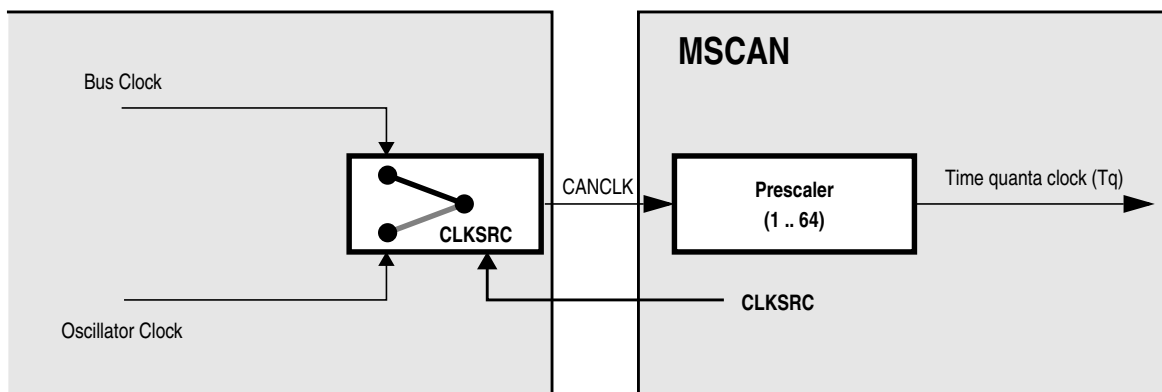 MSCAN
Bus Clock
CANCLK
Prescaler
(1 .. 64)
Time quanta clock (Tq)
CLKSRC
CLKSRC
Oscillator Clock